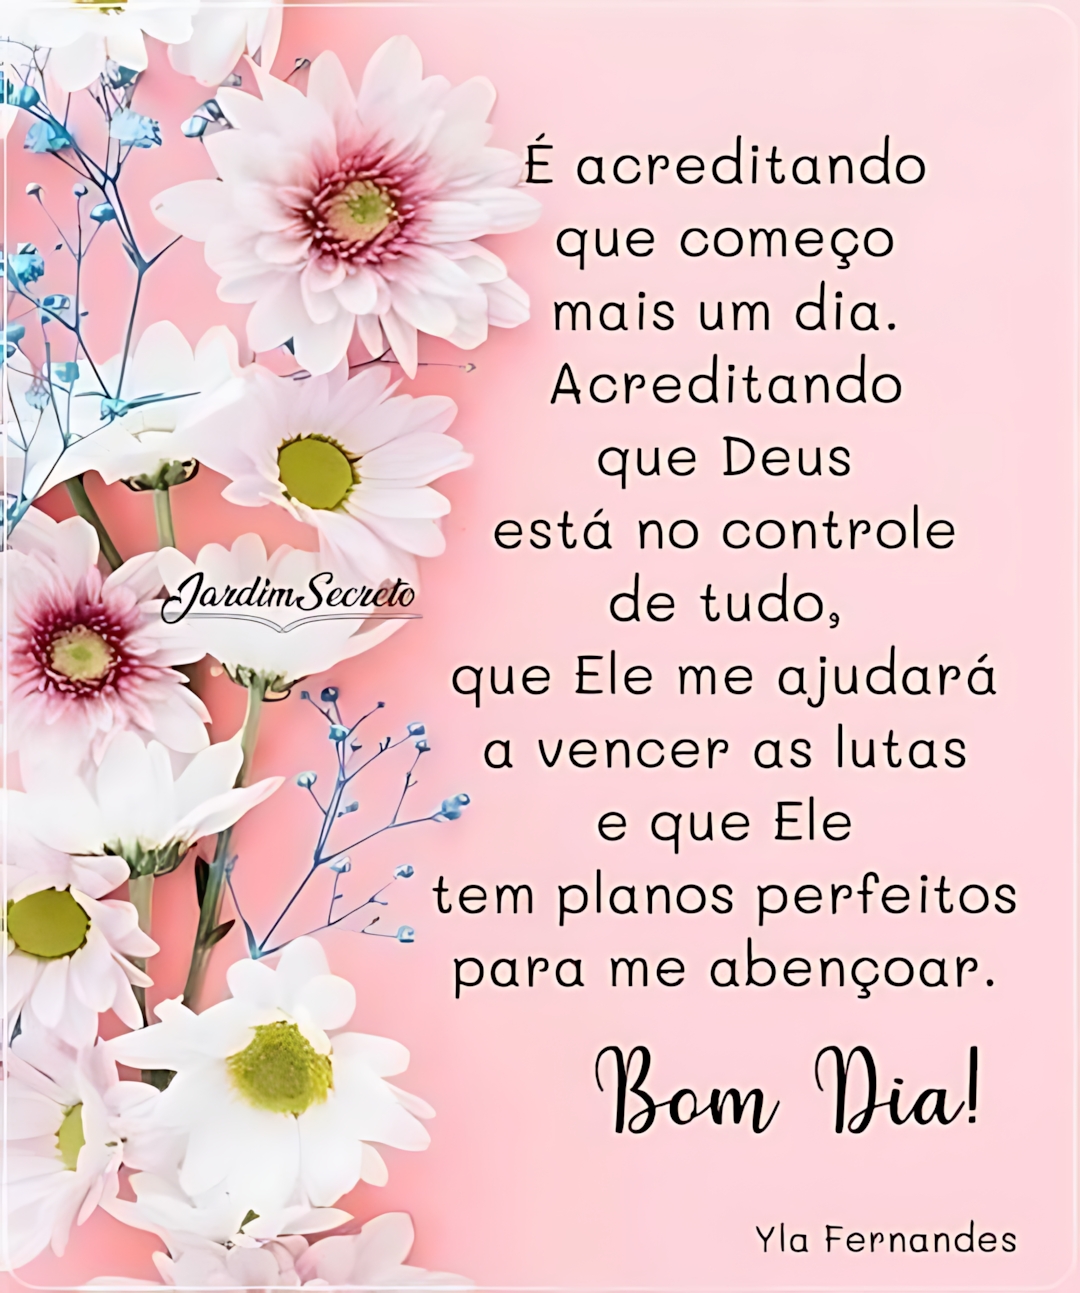 É acreditando
que começo
mais um dia.
Acreditando
que Deus
está no controle
de tudo,
que Ele me ajudará
a vencer as lutas
e que Ele
tem planos perfeitos
para me abençoar.
Bom Dia!
Yla Fernandes
JardimSecreto